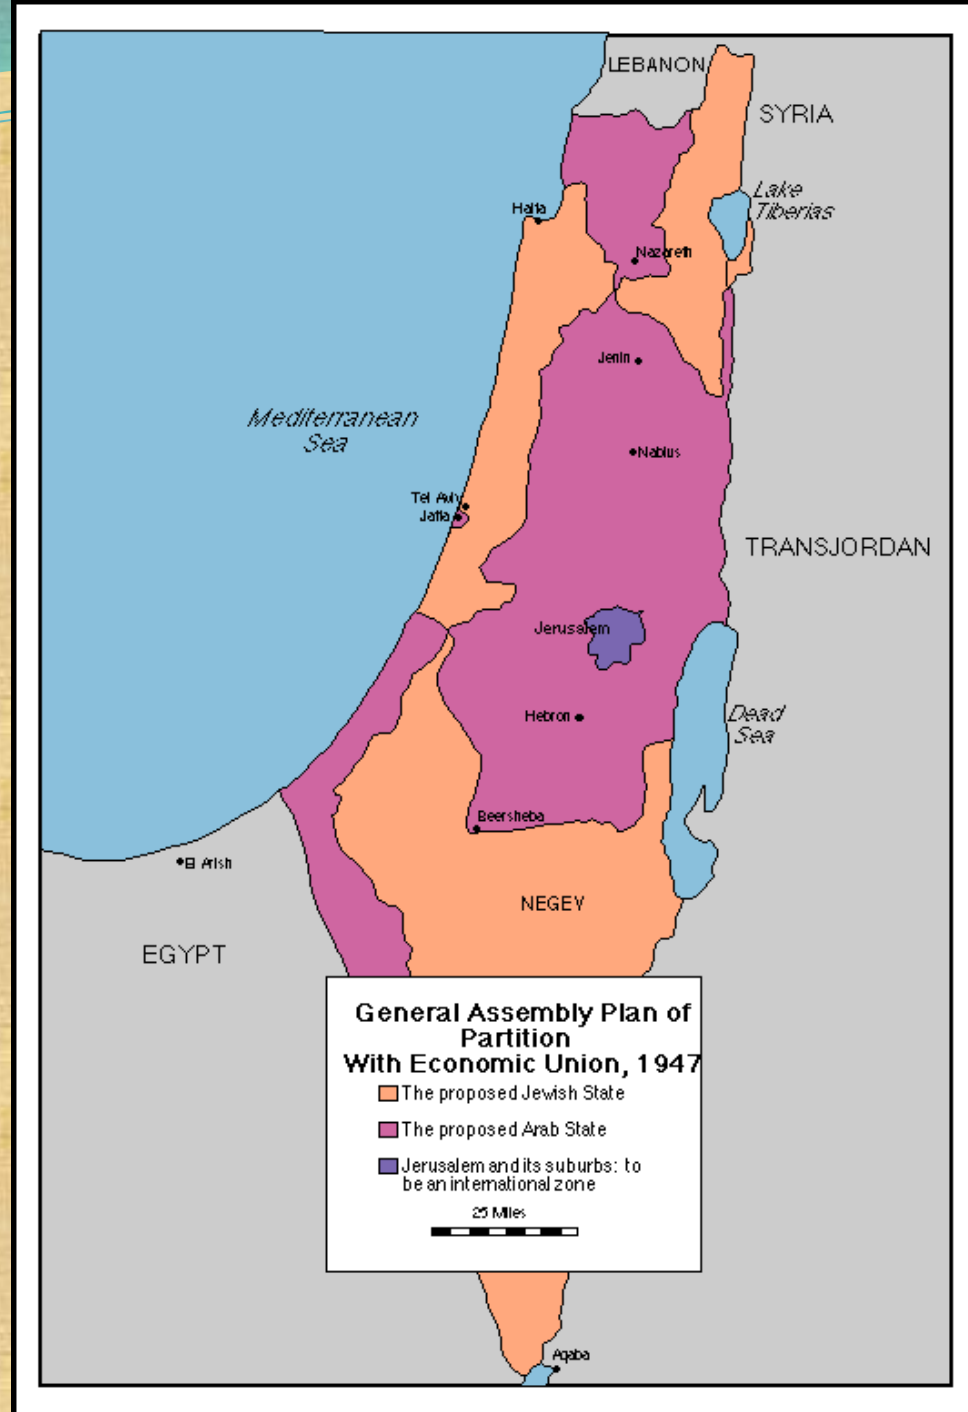 LEBANON
SYRIA
Lake
Tiberias
Haifa
Nazareth
Jenin
Mediterranean
Sea
Nablus
Tel Aviv
Jaffa
TRANSJORDAN
Jerusalem
Hebron
Dead
Sea
Beersheba
El Arish
NEGEV
EGYPT
General Assembly Plan of
Partition
With Economic Union, 1947
The proposed Jewish State
The proposed Arab State
Jerusalem and its suburbs: to
be an international zone
25 Miles
Aqaba